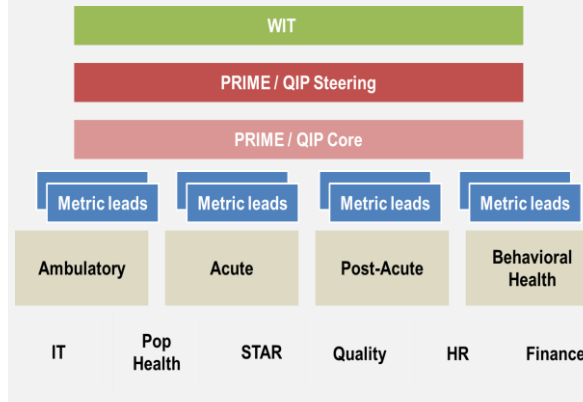 WIT
PRIME / QIP Steering
PRIME / QIP Core
Metric leads
Metric leads
Metric leads
Metric leads
Ambulatory
Acute
Post-Acute
Behavioral
Health
IT
Pop
Health
STAR
Quality
HR
Finance